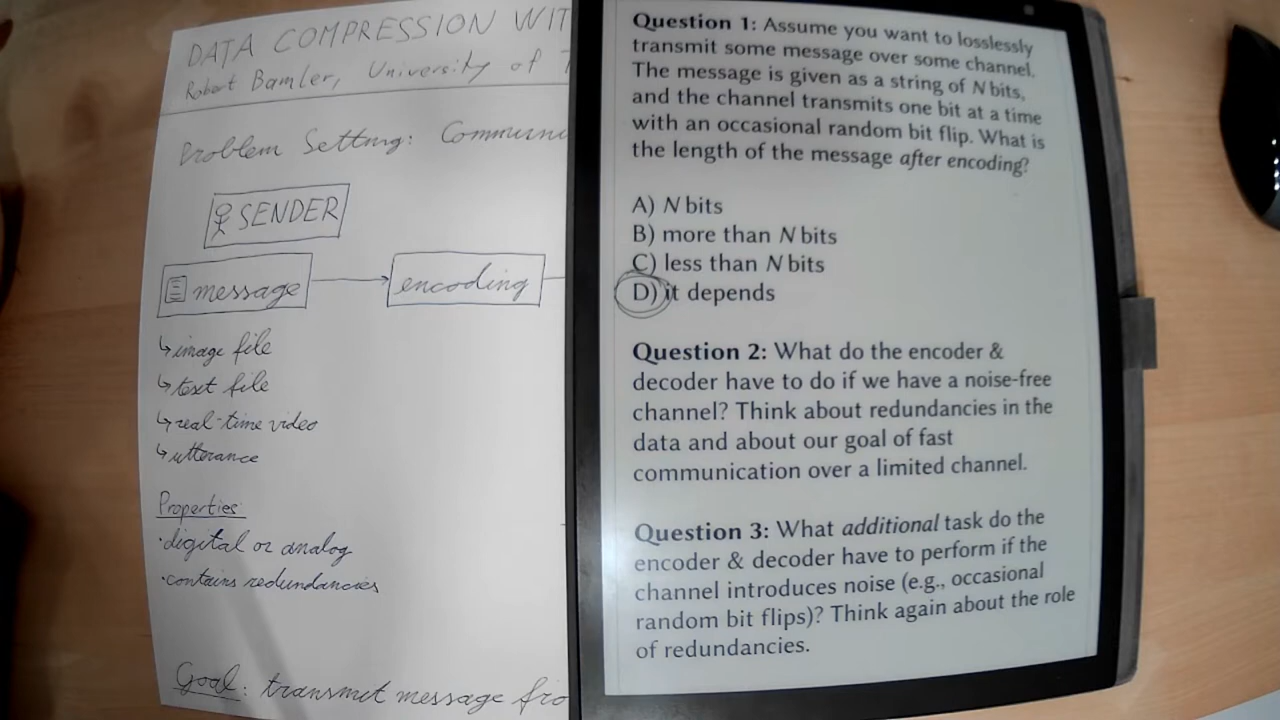 DATA COMPRESSION WIT
Robert Bamler, University of T
Problem Setting: Communi
SENDER
message
encoding
↳ image file
↳ text file
↳ real-time video
↳ utterance
Properties:
· digital or analog
· contains redundancies
Goal: transmit message fro
Question 1: Assume you want to losslessly
transmit some message over some channel.
The message is given as a string of N bits,
and the channel transmits one bit at a time
with an occasional random bit flip. What is
the length of the message after encoding?
A) N bits
B) more than N bits
C) less than N bits
D) it depends
Question 2: What do the encoder &
decoder have to do if we have a noise-free
channel? Think about redundancies in the
data and about our goal of fast
communication over a limited channel.
Question 3: What additional task do the
encoder & decoder have to perform if the
channel introduces noise (e.g., occasional
random bit flips)? Think again about the role
of redundancies.